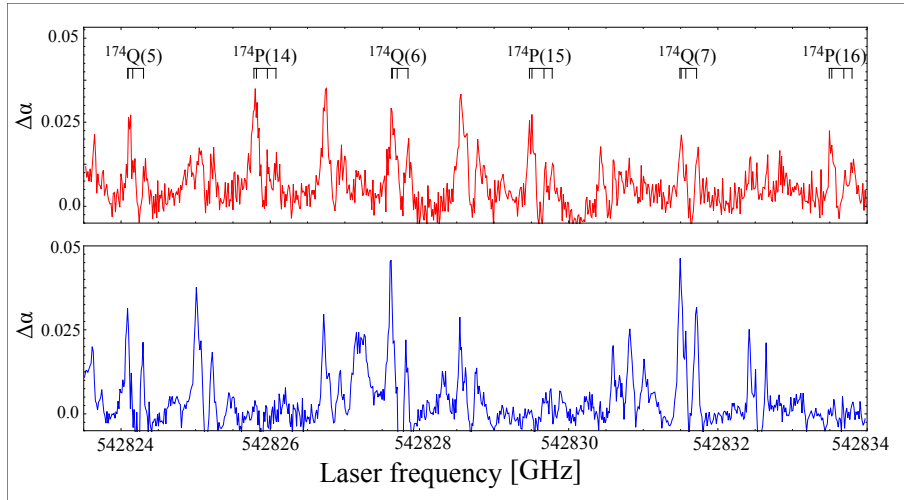 0.05
0.025
0.0
Δα
¹⁷⁴Q(5) ¹⁷⁴P(14) ¹⁷⁴Q(6) ¹⁷⁴P(15) ¹⁷⁴Q(7) ¹⁷⁴P(16)
0.05
0.025
0.0
Δα
542824 542826 542828 542830 542832 542834
Laser frequency [GHz]